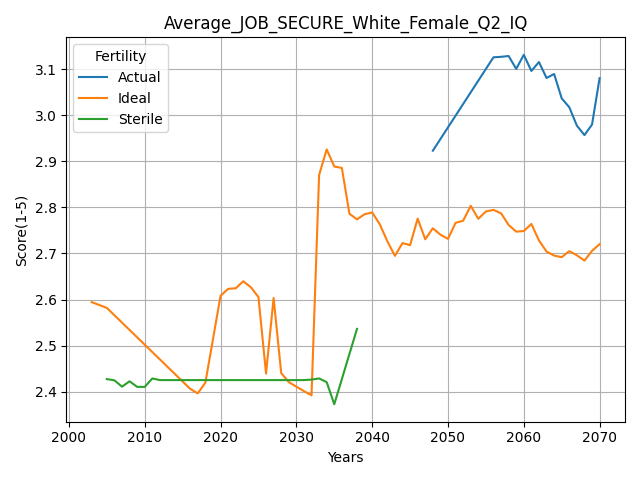 Average_JOB_SECURE_White_Female_Q2_IQ
Fertility
Actual
Ideal
Sterile
Score(1-5)
3.1
3.0
2.9
2.8
2.7
2.6
2.5
2.4
2000 2010 2020 2030 2040 2050 2060 2070
Years